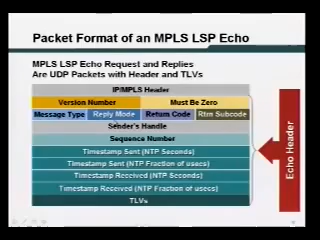 Packet Format of an MPLS LSP Echo
MPLS LSP Echo Request and Replies
Are UDP Packets with Header and TLVs
IP/MPLS Header
Version Number Must Be Zero
Message Type Reply Mode Return Code Rtrn Subcode
Sender's Handle
Sequence Number
Timestamp Sent (NTP Seconds)
Timestamp Sent (NTP Fraction of usecs)
Timestamp Received (NTP Seconds)
Timestamp Received (NTP Fraction of usecs)
TLVs
Echo Header